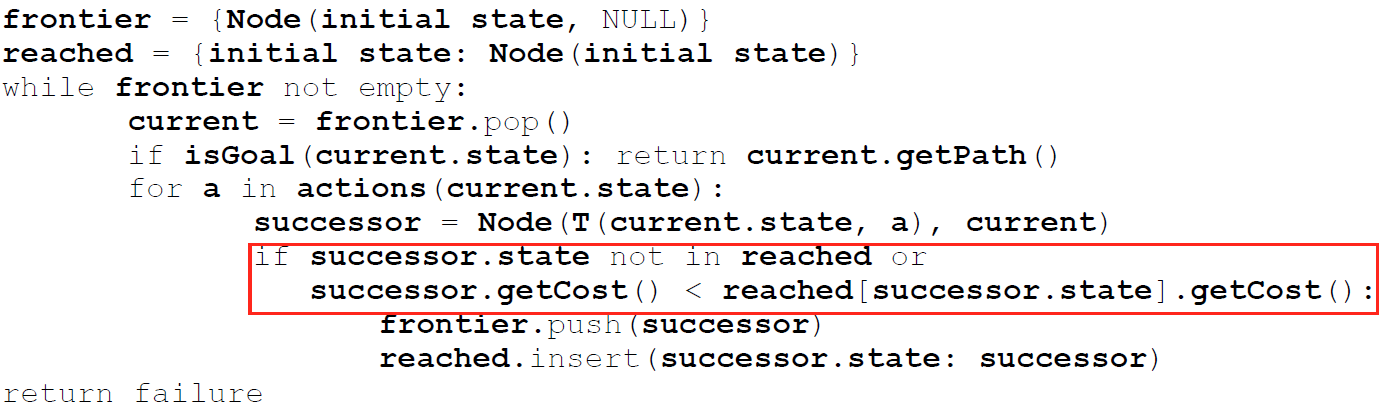 frontier = {Node(initial state, NULL)}
reached = {initial state: Node(initial state)}
while frontier not empty:
current = frontier.pop()
if isGoal(current.state): return current.getPath()
for a in actions(current.state):
successor = Node(T(current.state, a), current)
if successor.state not in reached or
successor.getCost() < reached[successor.state].getCost():
frontier.push(successor)
reached.insert(successor.state: successor)
return failure